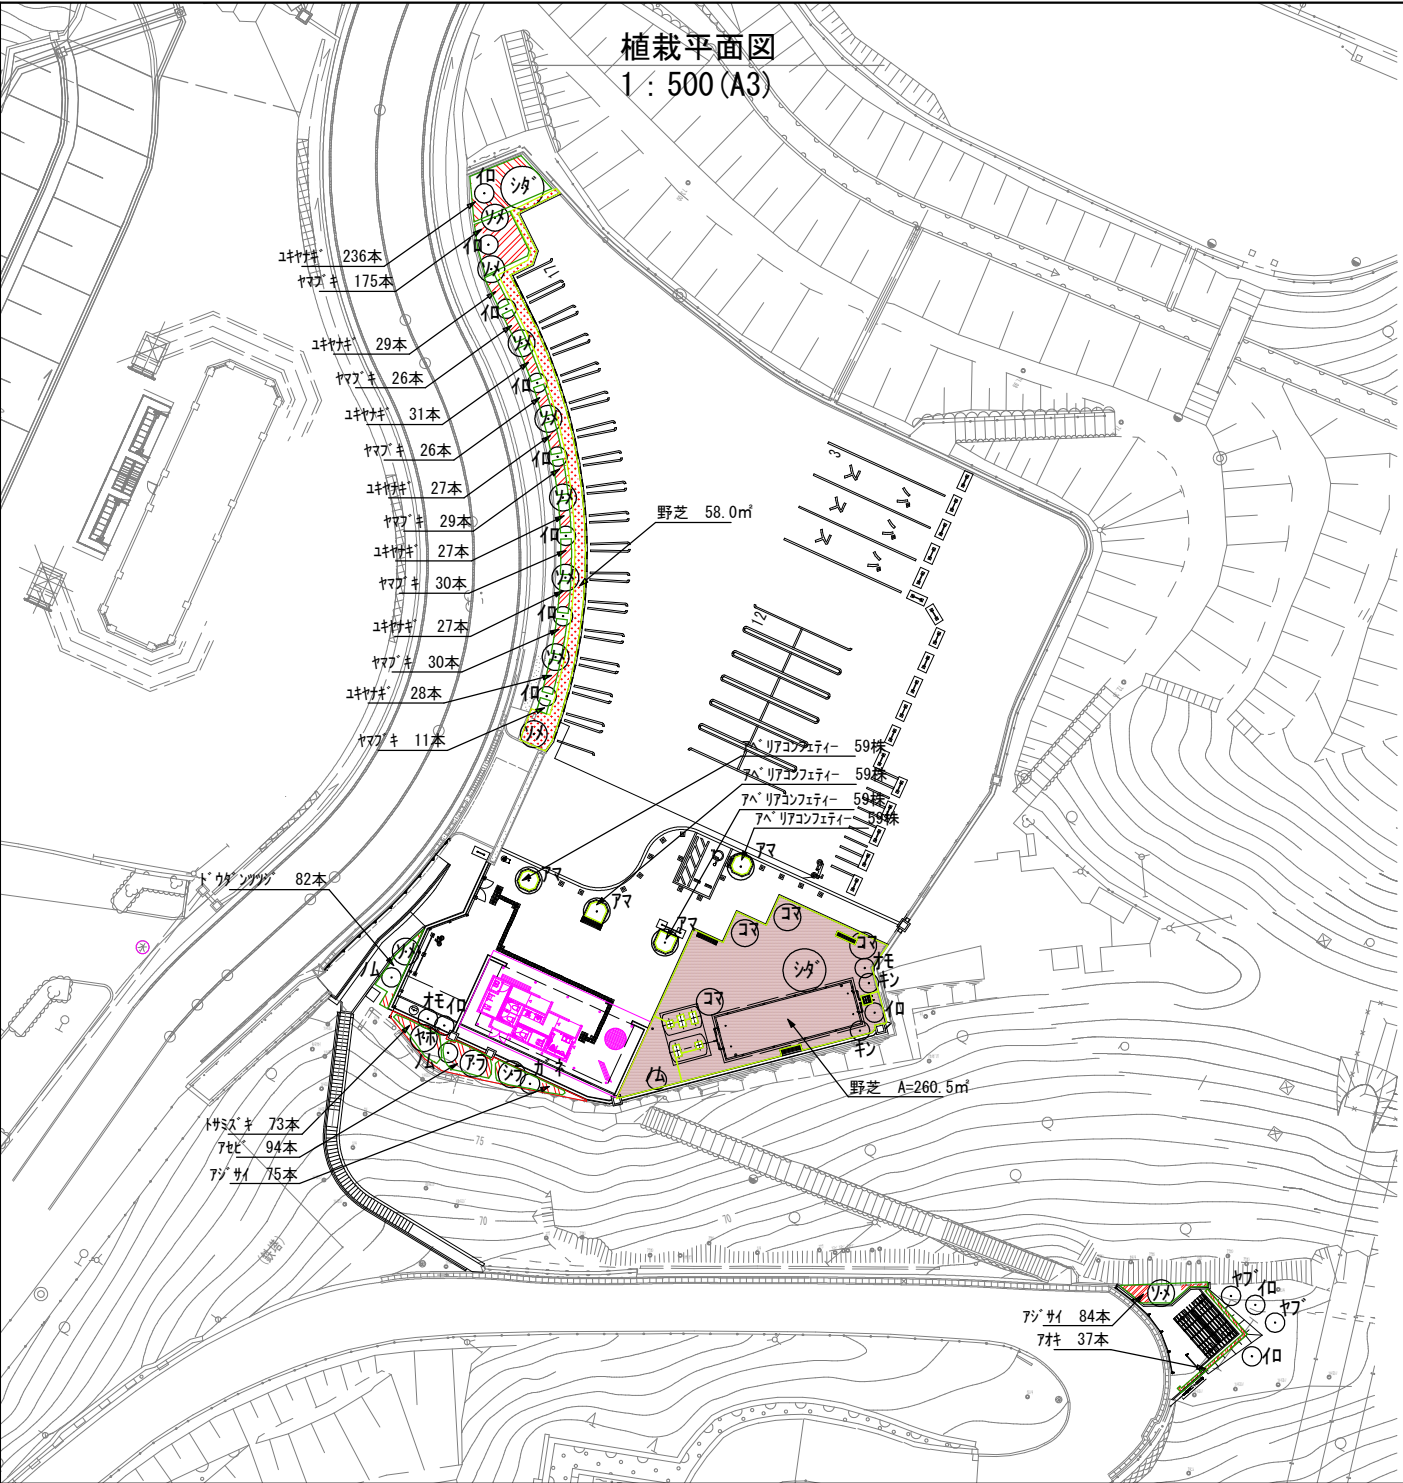 植栽平面図
1：500(A3)
イロ
シダ
ソメ
イロ
ソメ
ユキヤナギ 236本
ヤマブキ 175本
イロ
ユキヤナギ 29本
ソメ
ヤマブキ 26本
イロ
ユキヤナギ 31本
ソメ
ヤマブキ 26本
イロ
ユキヤナギ 27本
ソメ
ヤマブキ 29本
野芝 58.0㎡
イロ
ユキヤナギ 27本
ソメ
ヤマブキ 30本
イロ
ユキヤナギ 27本
ソメ
ヤマブキ 30本
イロ
ユキヤナギ 28本
ソメ
ヤマブキ 11本
17
3
12
アベリアコンフェティー 59株
アベリアコンフェティー 59株
アベリアコンフェティー 59株
アベリアコンフェティー 59株
アマ
アマ
アマ
アマ
ドウダンツツジ 82本
ソメ
ノム
コマ
コマ
コマ
オモ
キン
シダ
イロ
コマ
オモ
イロ
キン
ヤホ
ノム
アラ
シラ
ガネ
ノム
野芝 A=260.5㎡
トサミズキ 73本
アセビ 94本
アジサイ 75本
75
70
70
(鉄塔)
ソメ
ヤブ
イロ
ヤブ
イロ
アジサイ 84本
アオキ 37本